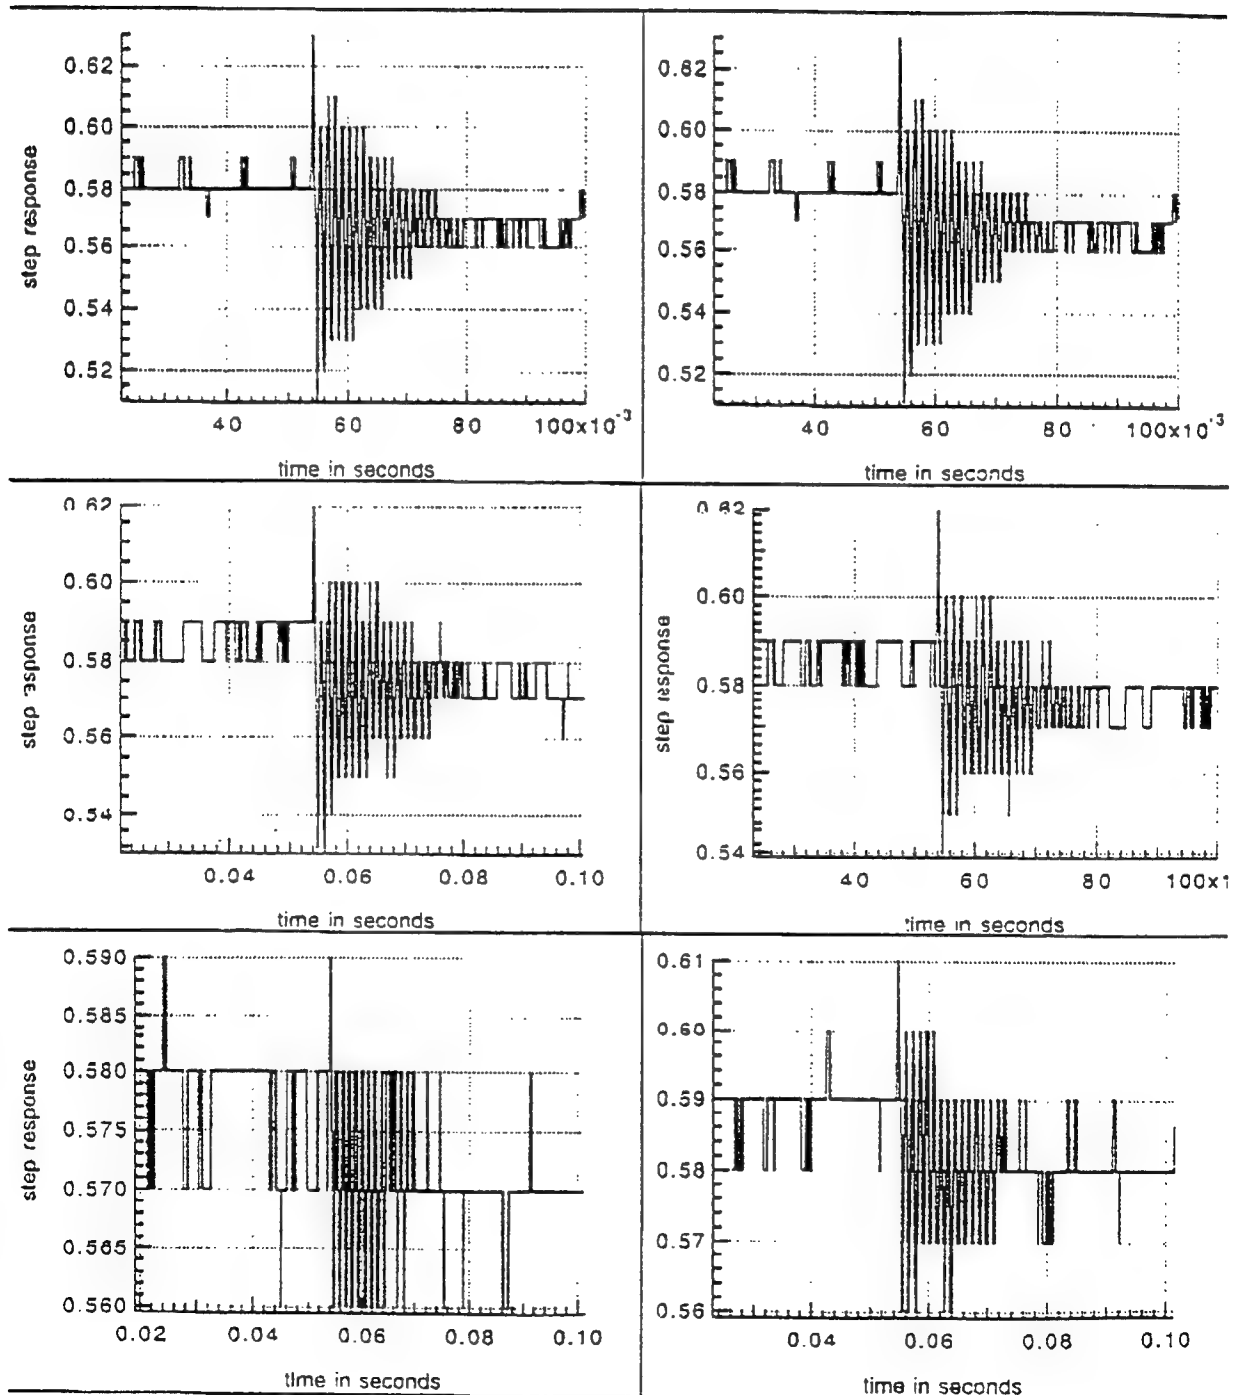 0.62
0.60
0.58
0.56
0.54
0.52
step response
40 60 80 100x10-3
time in seconds
0.62
0.60
0.58
0.56
0.54
0.52
40 60 80 100x10-3
time in seconds
0.62
0.60
0.58
0.56
0.54
step response
0.04 0.06 0.08 0.10
time in seconds
0.62
0.60
0.58
0.56
0.54
step response
40 60 80 100x1
time in seconds
0.590
0.585
0.580
0.575
0.570
0.565
0.560
step response
0.02 0.04 0.06 0.08 0.10
time in seconds
0.61
0.60
0.59
0.58
0.57
0.56
0.04 0.06 0.08 0.10
time in seconds